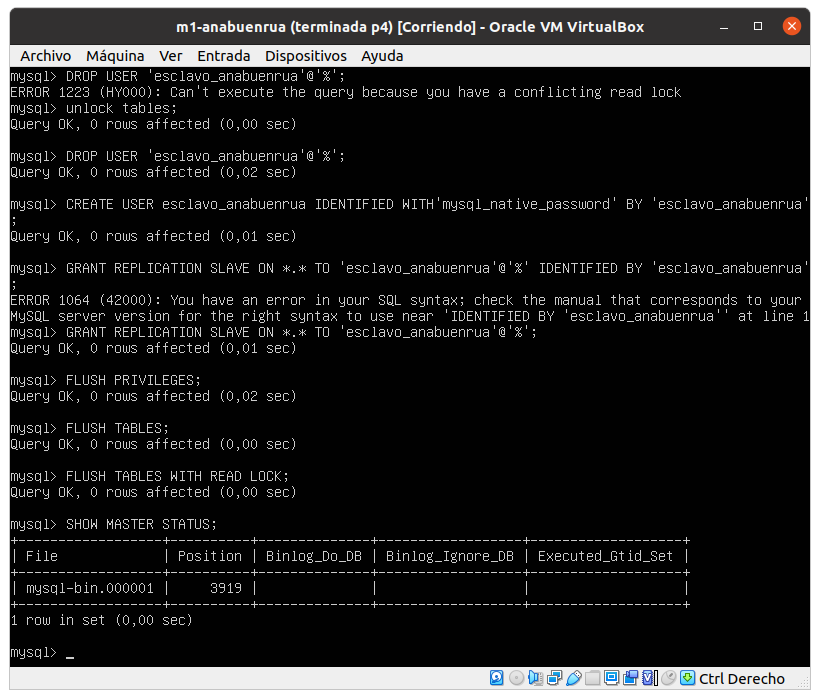 m1-anabuenrua (terminada p4) [Corriendo] - Oracle VM VirtualBox
Archivo Máquina Ver Entrada Dispositivos Ayuda
mysql> DROP USER 'esclavo_anabuenrua'@'%';
ERROR 1223 (HY000): Can't execute the query because you have a conflicting read lock
mysql> unlock tables;
Query OK, 0 rows affected (0,00 sec)
mysql> DROP USER 'esclavo_anabuenrua'@'%';
Query OK, 0 rows affected (0,02 sec)
mysql> CREATE USER esclavo_anabuenrua IDENTIFIED WITH'mysql_native_password' BY 'esclavo_anabuenrua'
;
Query OK, 0 rows affected (0,01 sec)
mysql> GRANT REPLICATION SLAVE ON *.* TO 'esclavo_anabuenrua'@'%' IDENTIFIED BY 'esclavo_anabuenrua'
;
ERROR 1064 (42000): You have an error in your SQL syntax; check the manual that corresponds to your
MySQL server version for the right syntax to use near 'IDENTIFIED BY 'esclavo_anabuenrua'' at line 1
mysql> GRANT REPLICATION SLAVE ON *.* TO 'esclavo_anabuenrua'@'%';
Query OK, 0 rows affected (0,01 sec)
mysql> FLUSH PRIVILEGES;
Query OK, 0 rows affected (0,02 sec)
mysql> FLUSH TABLES;
Query OK, 0 rows affected (0,00 sec)
mysql> FLUSH TABLES WITH READ LOCK;
Query OK, 0 rows affected (0,00 sec)
mysql> SHOW MASTER STATUS;
+------------------+----------+--------------+------------------+-------------------+
| File | Position | Binlog_Do_DB | Binlog_Ignore_DB | Executed_Gtid_Set |
+------------------+----------+--------------+------------------+-------------------+
| mysql-bin.000001 | 3919 | | | |
+------------------+----------+--------------+------------------+-------------------+
1 row in set (0,00 sec)
mysql> _
Ctrl Derecho